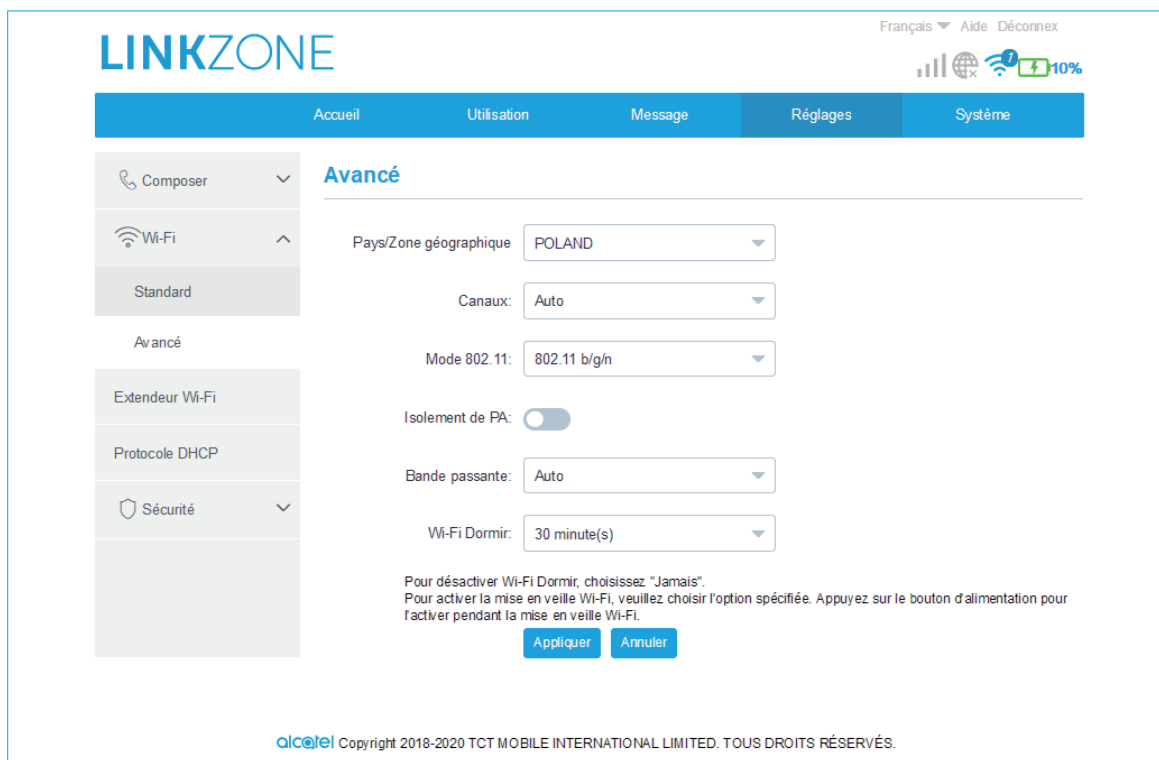 Français Aide Déconnex
LINKZONE
1
10%
Accueil Utilisation Message Réglages Système
Composer
Wi-Fi
Standard
Avancé
Extendeur Wi-Fi
Protocole DHCP
Sécurité
Avancé
Pays/Zone géographique POLAND
Canaux: Auto
Mode 802.11: 802.11 b/g/n
Isolement de PA:
Bande passante: Auto
Wi-Fi Dormir: 30 minute(s)
Pour désactiver Wi-Fi Dormir, choisissez "Jamais".
Pour activer la mise en veille Wi-Fi, veuillez choisir l'option spécifiée. Appuyez sur le bouton d'alimentation pour
l'activer pendant la mise en veille Wi-Fi.
Appliquer Annuler
alcatel Copyright 2018-2020 TCT MOBILE INTERNATIONAL LIMITED. TOUS DROITS RÉSERVÉS.